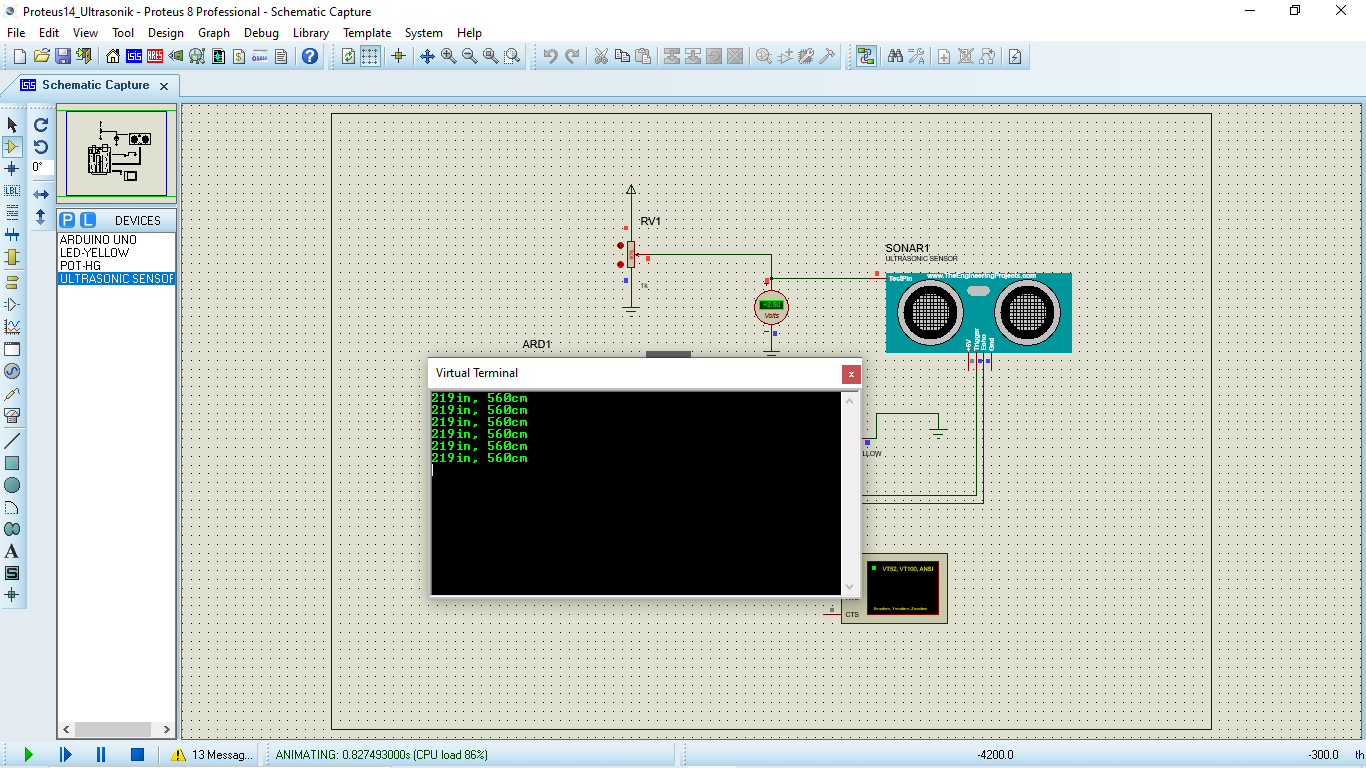 Proteus14_Ultrasonik - Proteus 8 Professional - Schematic Capture
File Edit View Tool Design Graph Debug Library Template System Help
Schematic Capture
0°
LBL
P L DEVICES
ARDUINO UNO
LED-YELLOW
POT-HG
ULTRASONIC SENSOR
RV1
1k
SONAR1
ULTRASONIC SENSOR
www.TheEngineeringProjects.com
TestPin
+2.50
Volts
+5V
Trigger
Echo
Gnd
ARD1
Virtual Terminal
219in, 560cm
219in, 560cm
219in, 560cm
219in, 560cm
219in, 560cm
219in, 560cm
LLOW
VT52, VT100, ANSI
Xmodem, Ymodem, Zmodem
CTS
13 Messag...
ANIMATING: 0.827493000s (CPU load 86%)
-4200.0
-300.0
th